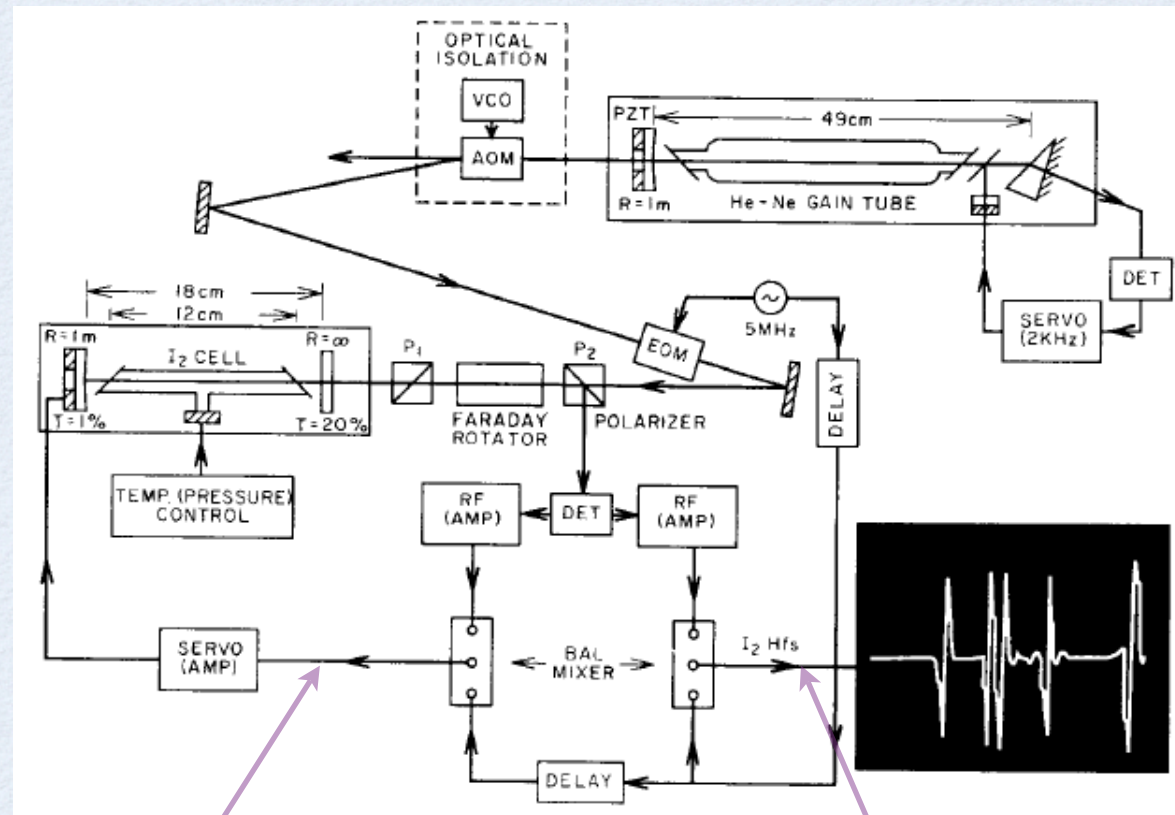 OPTICAL
ISOLATION
VCO
AOM
PZT
49cm
R=1m
He-Ne GAIN TUBE
DET
SERVO
(2KHz)
18cm
12cm
R=1m
R=∞
I₂ CELL
T=1%
T=20%
TEMP. (PRESSURE)
CONTROL
P₁
FARADAY
ROTATOR
P₂
POLARIZER
EOM
5MHz
DELAY
RF
(AMP)
DET
RF
(AMP)
SERVO
(AMP)
BAL
MIXER
I₂ Hfs
DELAY